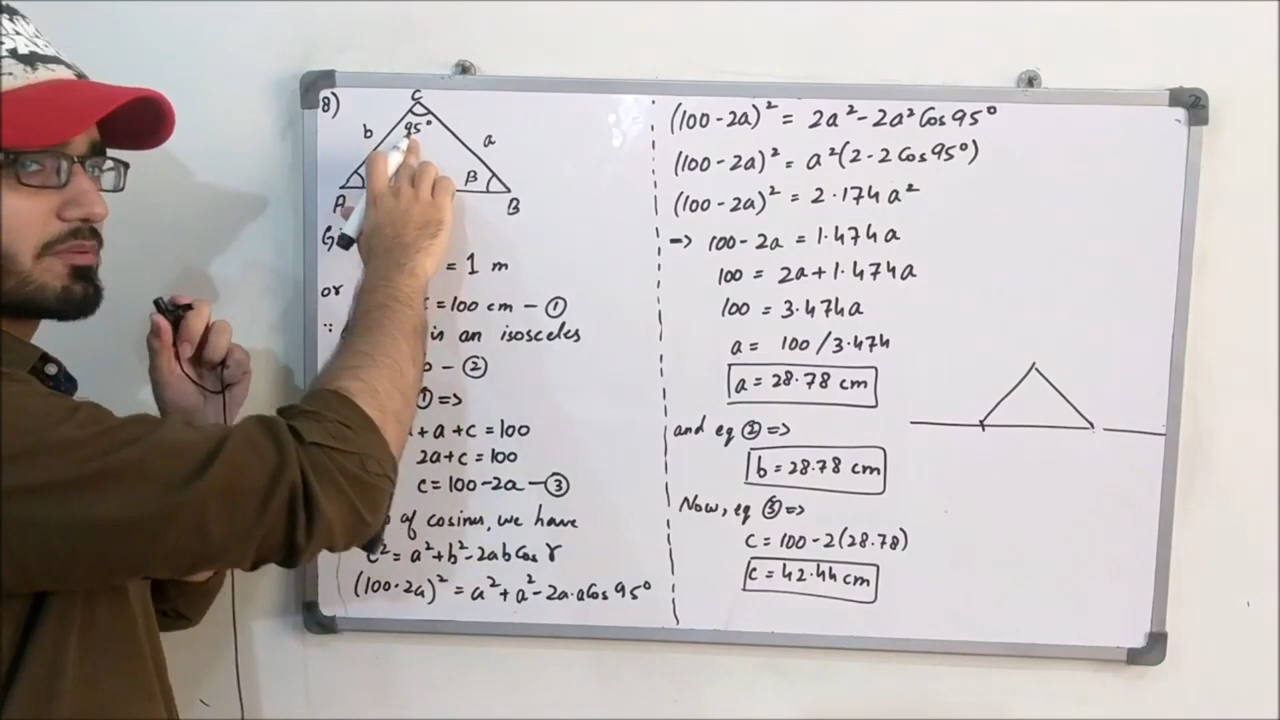 8)
C
b
95°
a
β
A
B
= 1 m
or
= 100 cm - ①
∵ is an isosceles
- ②
① =>
+ a + c = 100
2a + c = 100
c = 100 - 2a - ③
of cosines, we have
c² = a² + b² - 2ab Cos γ
(100 - 2a)² = a² + a² - 2a·a Cos 95°
(100 - 2a)² = 2a² - 2a² Cos 95°
(100 - 2a)² = a² (2 - 2 Cos 95°)
(100 - 2a)² = 2.174 a²
=> 100 - 2a = 1.474a
100 = 2a + 1.474a
100 = 3.474a
a = 100 / 3.474
a = 28.78 cm
and eq ② =>
b = 28.78 cm
Now, eq ③ =>
c = 100 - 2(28.78)
c = 42.44 cm